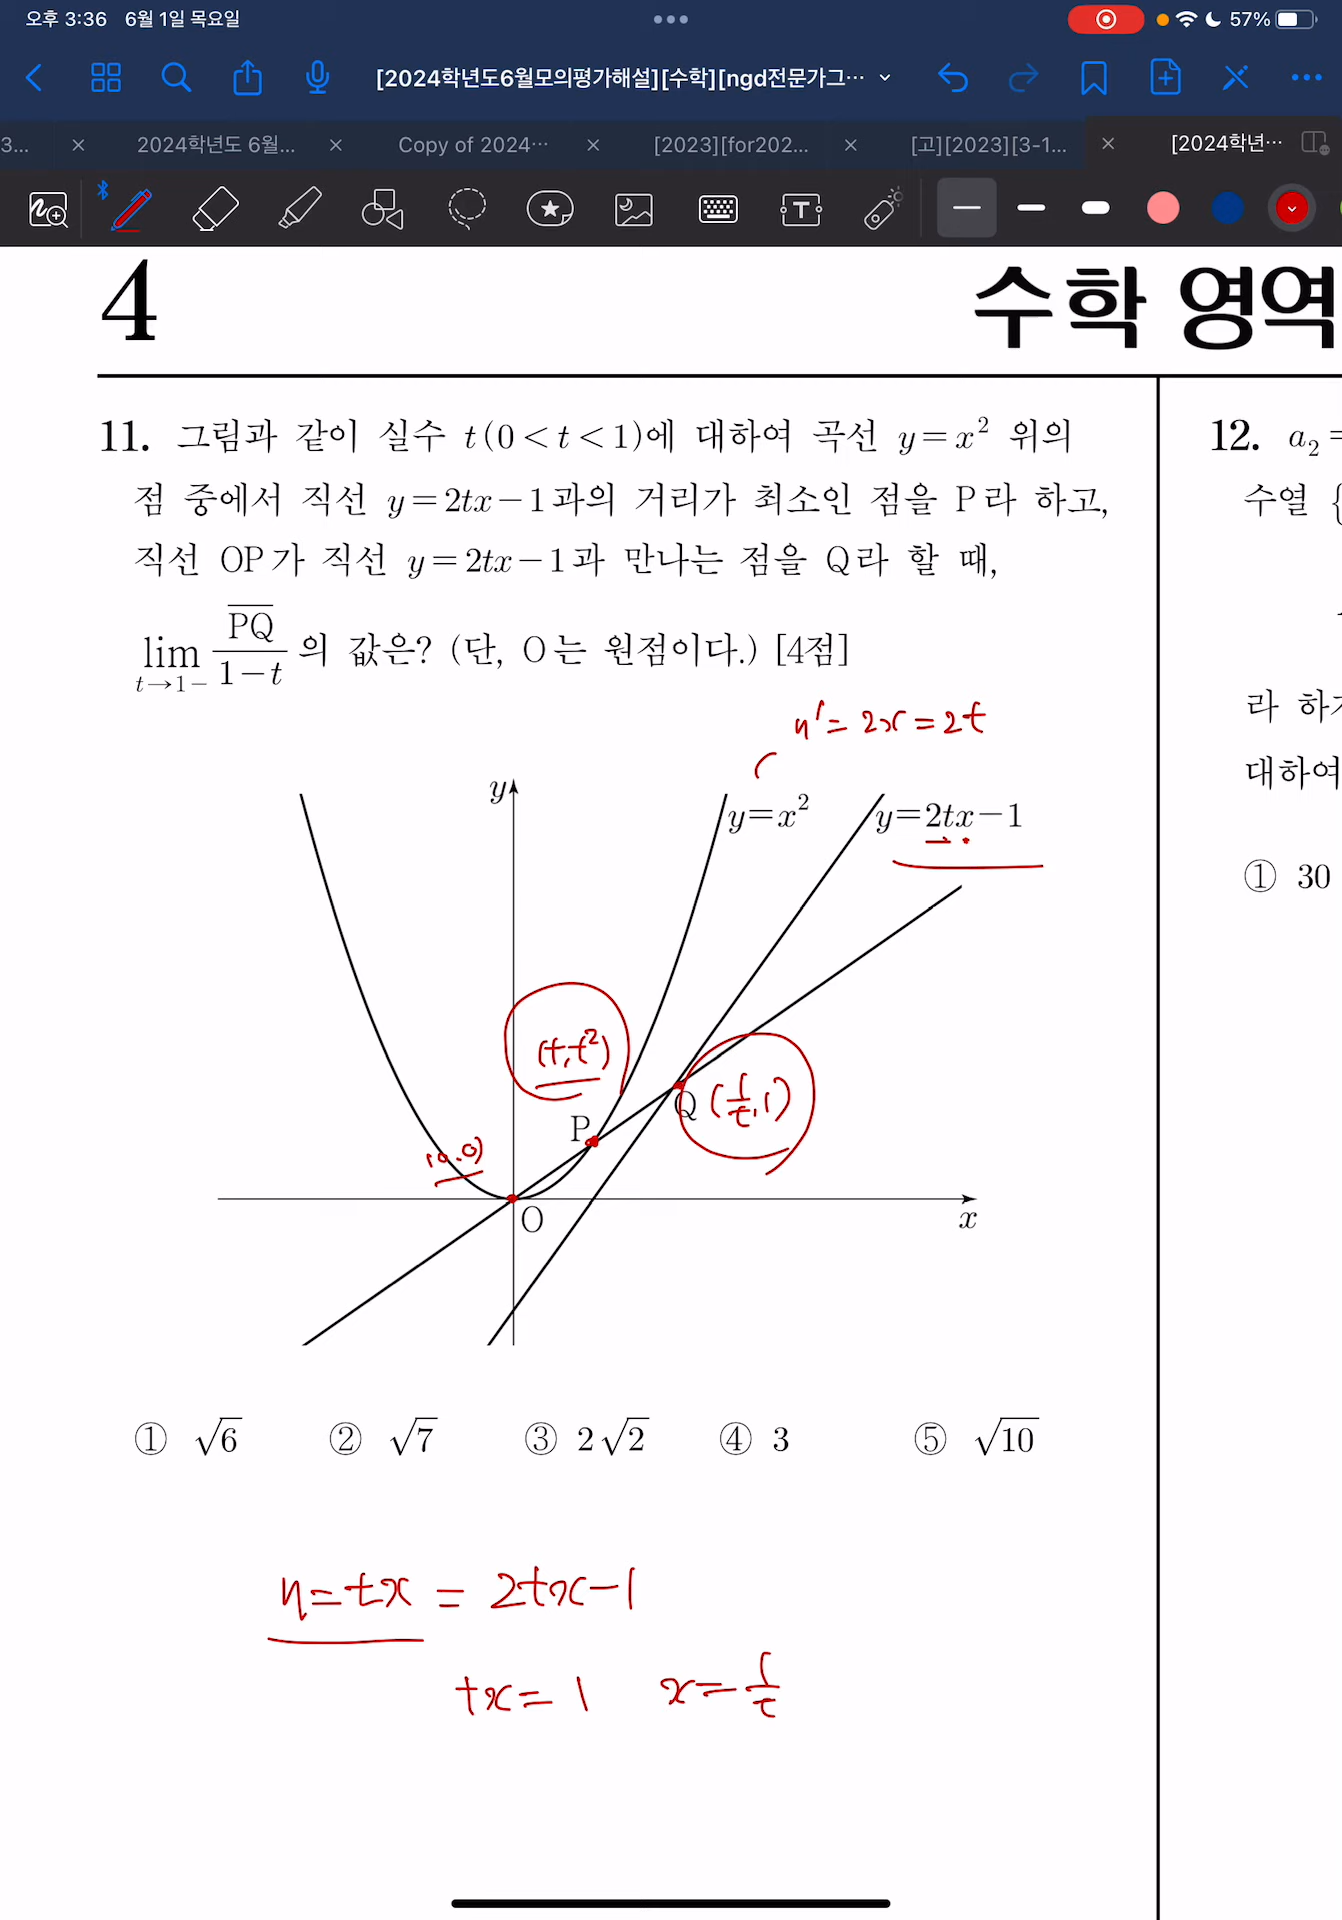 오후 3:36 6월 1일 목요일
57%
[2024학년도6월모의평가해설][수학][ngd전문가그…
3...
2024학년도 6월...
Copy of 2024…
[2023][for202...
[고][2023][3-1...
[2024학년…
4
수학 영역
11. 그림과 같이 실수 t(0<t<1)에 대하여 곡선 y=x² 위의
점 중에서 직선 y=2tx−1과의 거리가 최소인 점을 P라 하고,
직선 OP가 직선 y=2tx−1과 만나는 점을 Q라 할 때,
lim t→1− PQ/(1−t) 의 값은? (단, O는 원점이다.) [4점]
y'=2x=2t
y
y=x²
y=2tx−1
(t,t²)
Q (1/t,1)
P
(0.0)
O
x
① √6 ② √7 ③ 2√2 ④ 3 ⑤ √10
y=tx = 2tx−1
tx=1 x=1/t
12. a₂=
수열 {
라 하
대하여
① 30